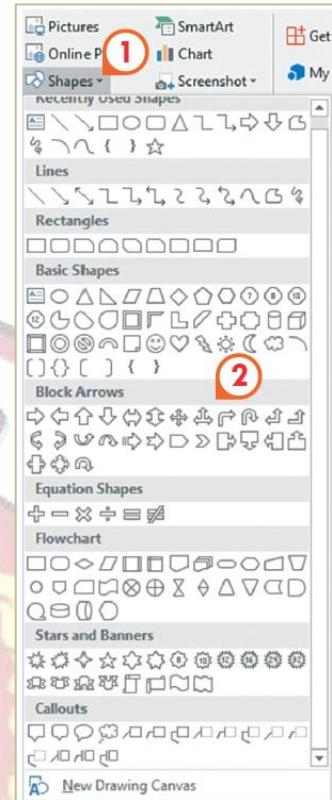 Pictures SmartArt Get
Online P 1 Chart My
Shapes Screenshot
Recently Used Shapes
Lines
Rectangles
Basic Shapes
2
Block Arrows
Equation Shapes
Flowchart
Stars and Banners
Callouts
New Drawing Canvas